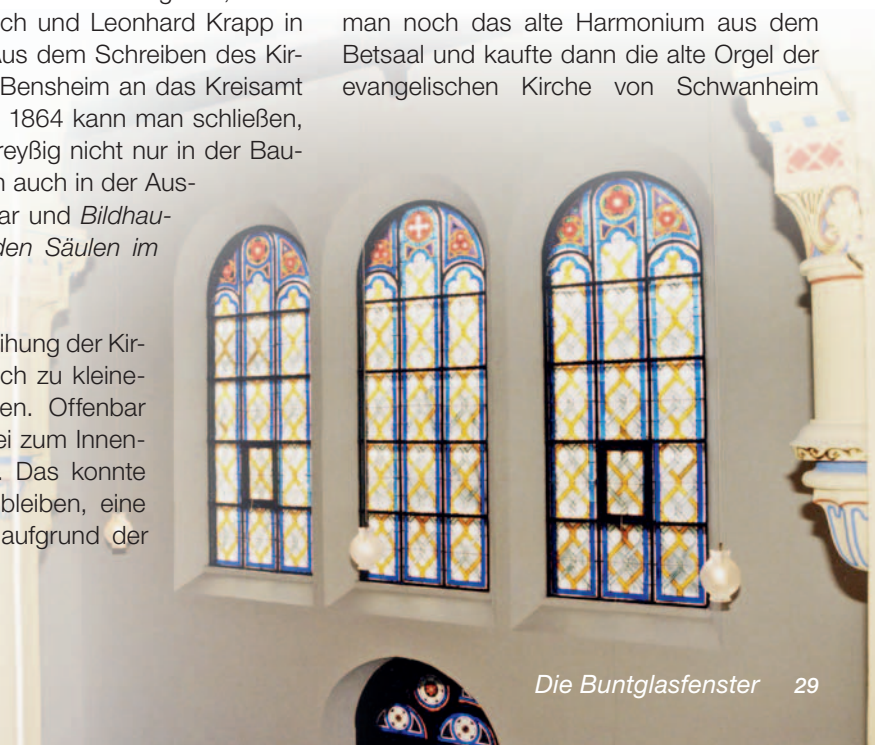 ch und Leonhard Krapp in
us dem Schreiben des Kir-
Bensheim an das Kreisamt
1864 kann man schließen,
reyßig nicht nur in der Bau-
n auch in der Aus-
ar und Bildhau-
den Säulen im
ihung der Kir-
ch zu kleine-
en. Offenbar
ei zum Innen-
. Das konnte
bleiben, eine
aufgrund der
man noch das alte Harmonium aus dem
Betsaal und kaufte dann die alte Orgel der
evangelischen Kirche von Schwanheim
Die Buntglasfenster 29